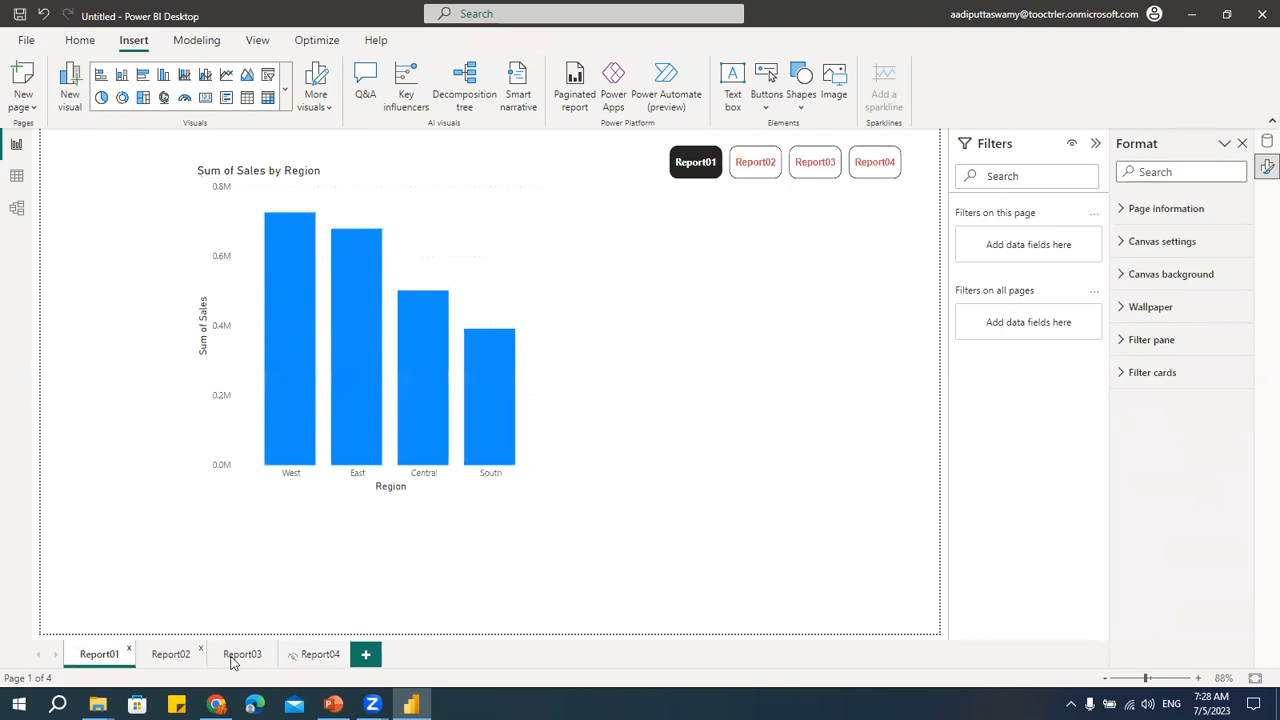 Untitled - Power BI Desktop
Search
aadiputtaswamy@tooctrler.onmicrosoft.com
File
Home
Insert
Modeling
View
Optimize
Help
New page
New visual
More visuals
Q&A
Key influencers
Decomposition tree
Smart narrative
Paginated report
Power Apps
Power Automate (preview)
Text box
Buttons
Shapes
Image
Add a sparkline
Pages
Visuals
AI visuals
Power Platform
Elements
Sparklines
Report01
Report02
Report03
Report04
Sum of Sales by Region
0.8M
0.6M
0.4M
0.2M
0.0M
Sum of Sales
West
East
Central
South
Region
Filters
Search
Filters on this page
Add data fields here
Filters on all pages
Add data fields here
Format
Search
Page information
Canvas settings
Canvas background
Wallpaper
Filter pane
Filter cards
Report01
Report02
Report03
Report04
Page 1 of 4
88%
ENG
7:28 AM
7/5/2023